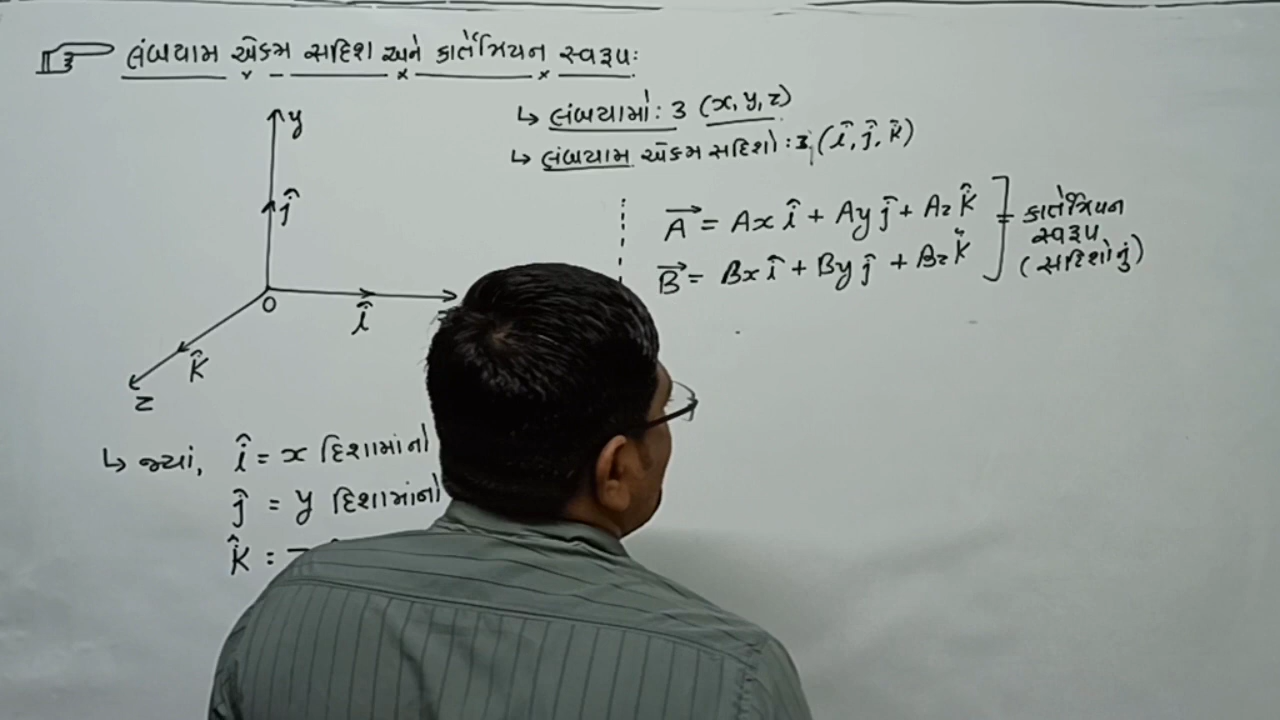 લંબયામ એકમ સદિશ અને કાર્તેઝિયન સ્વરૂપ:
↳ લંબયામો: 3 (x, y, z)
↳ લંબયામ એકમ સદિશો: 3, (î, ĵ, k̂)
y
ĵ
O
î
k̂
z
A⃗ = Ax î + Ay ĵ + Az k̂
B⃗ = Bx î + By ĵ + Bz k̂
કાર્તેઝિયન
સ્વરૂપ
(સદિશોનું)
↳ જ્યાં, î = x દિશામાંનો
ĵ = y દિશામાંનો
k̂ =